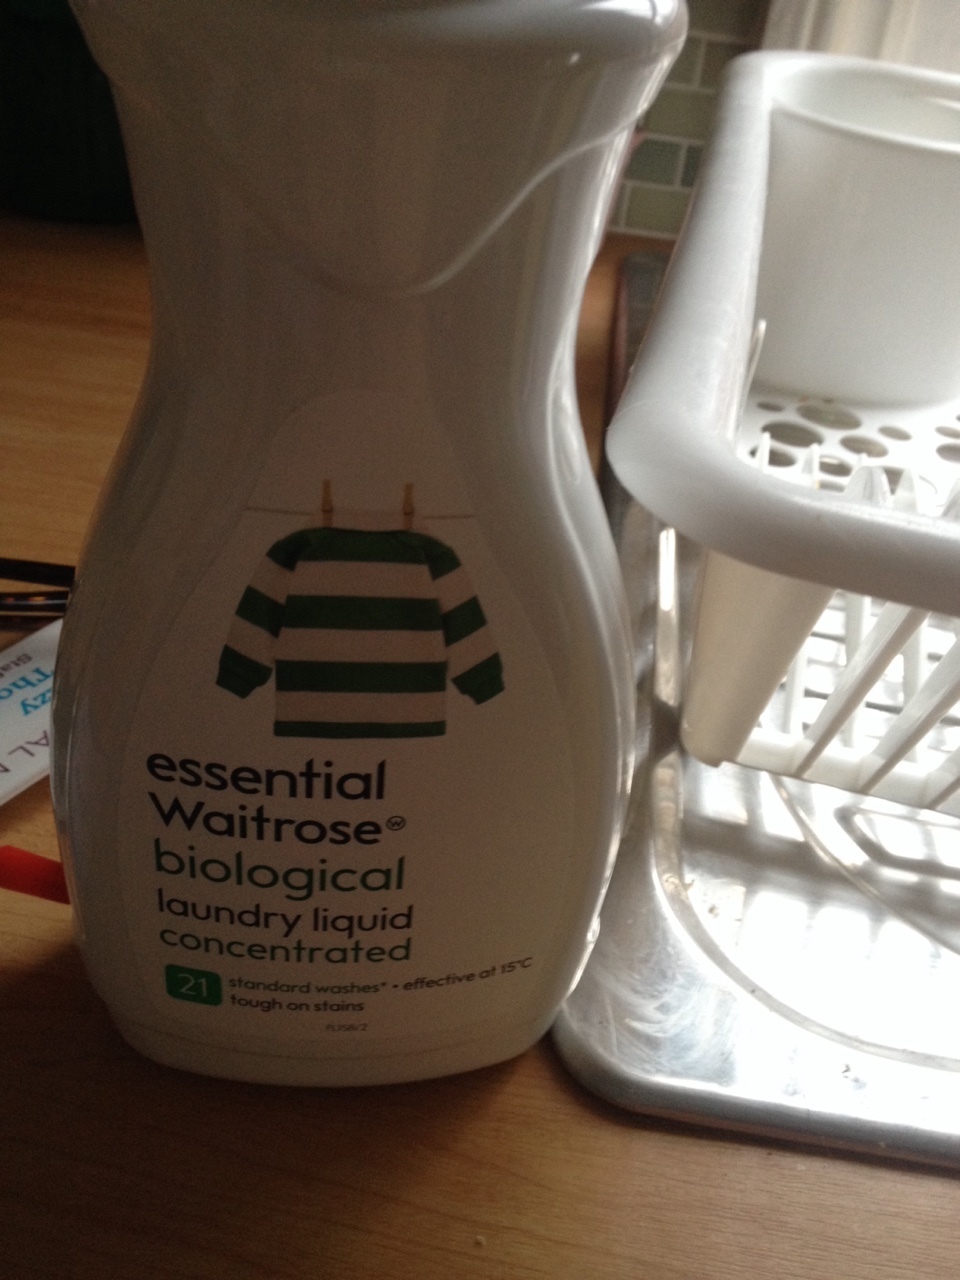 essential
Waitrose
biological
laundry liquid
concentrated
21 standard washes* • effective at 15°C
tough on stains